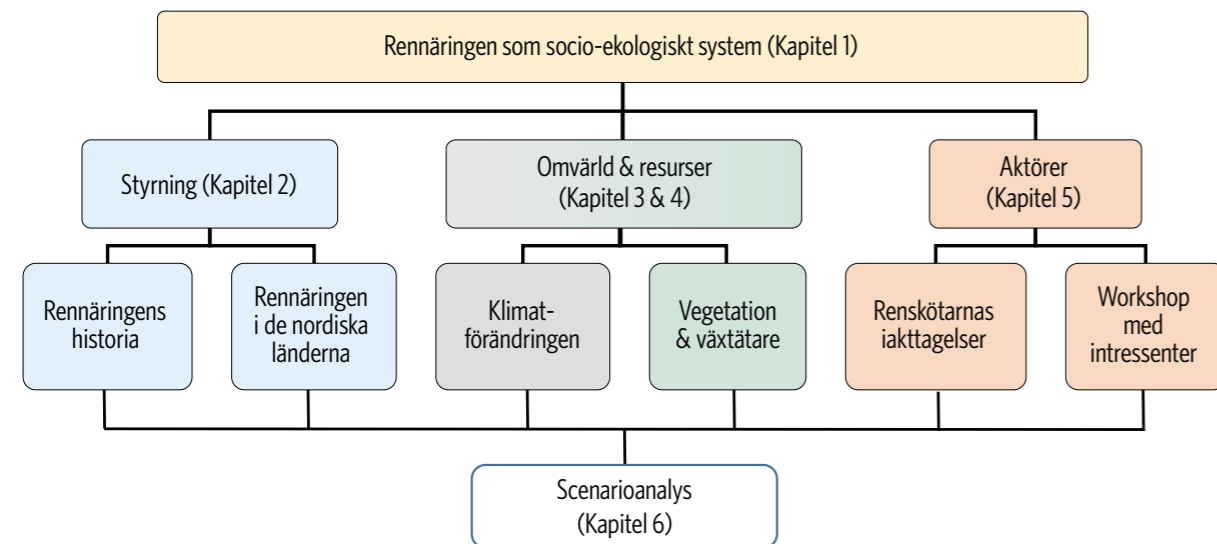 Rennäringen som socio-ekologiskt system (Kapitel 1)
Styrning (Kapitel 2)
Omvärld & resurser
(Kapitel 3 & 4)
Aktörer
(Kapitel 5)
Rennäringens
historia
Rennäringen
i de nordiska
länderna
Klimat-
förändringen
Vegetation
& växtätare
Renskötarnas
iakttagelser
Workshop
med
intressenter
Scenarioanalys
(Kapitel 6)